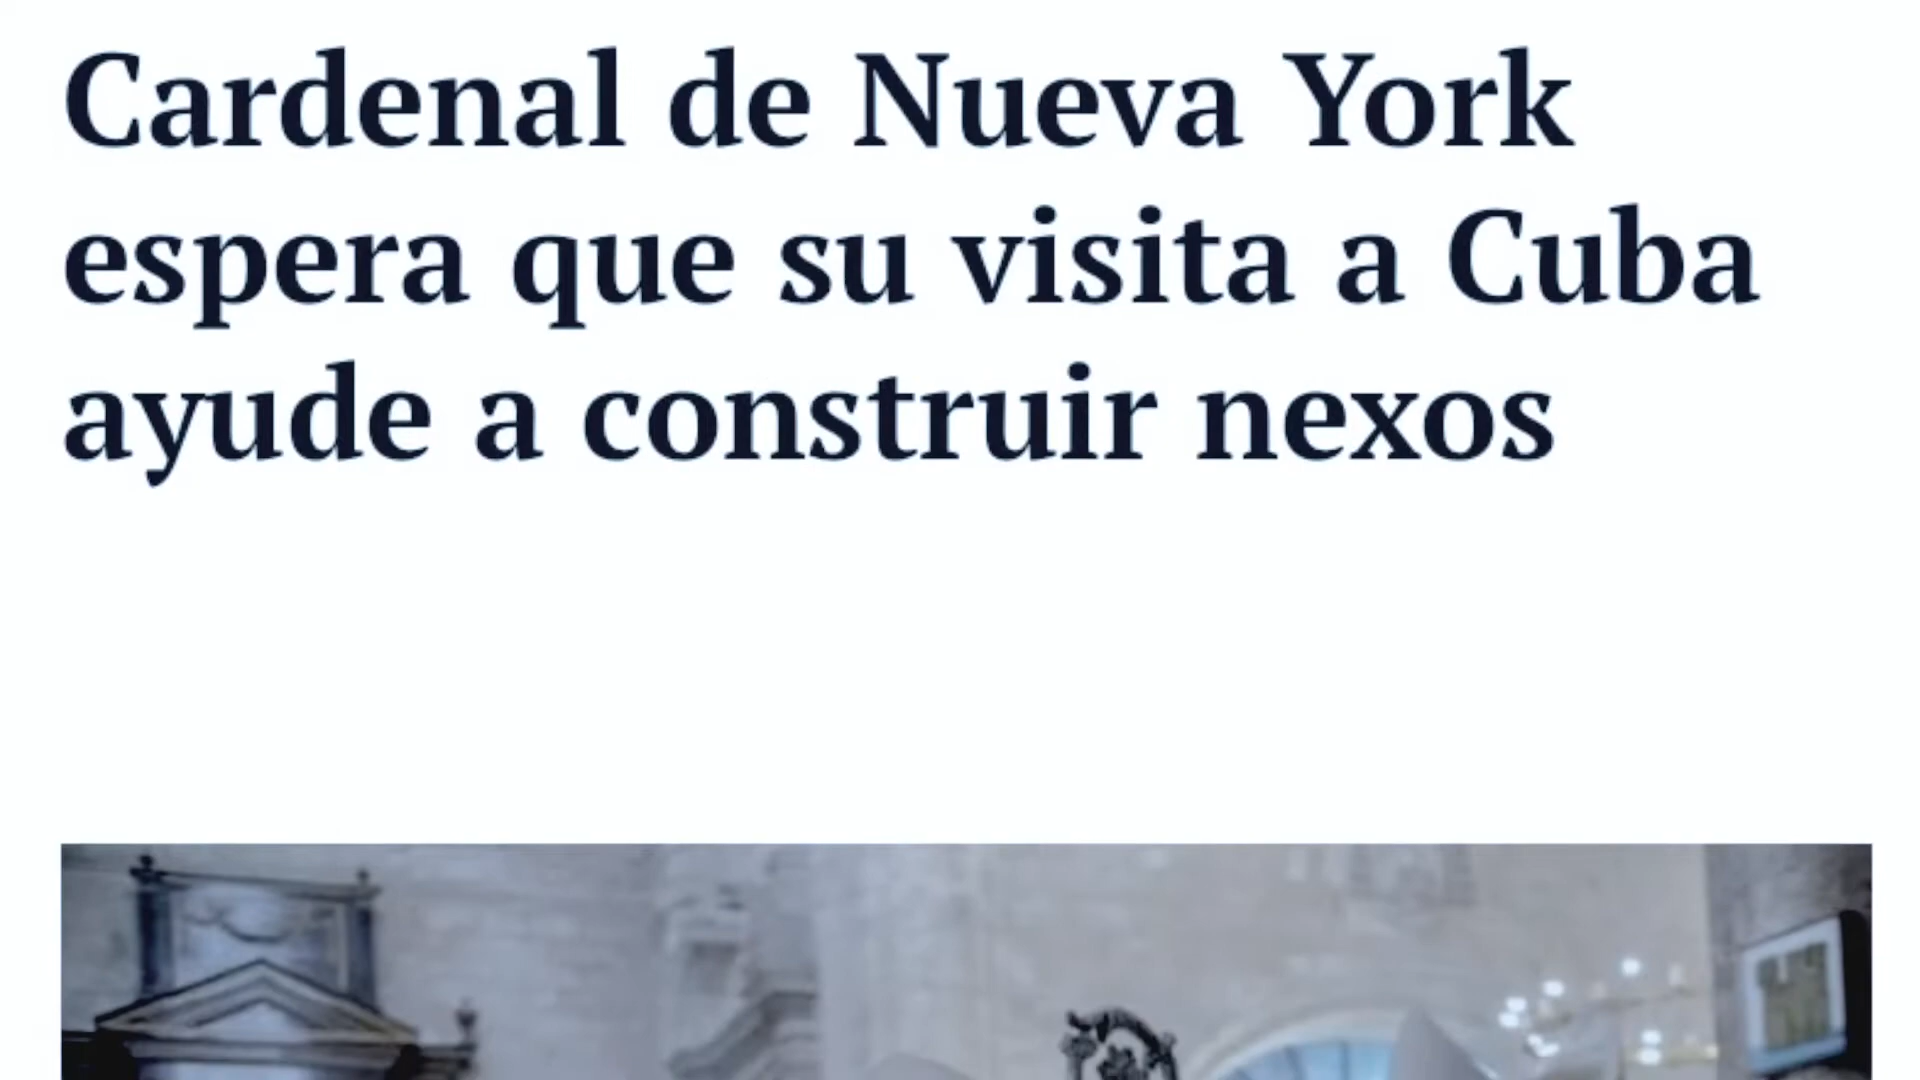 Cardenal de Nueva York
espera que su visita a Cuba
ayude a construir nexos